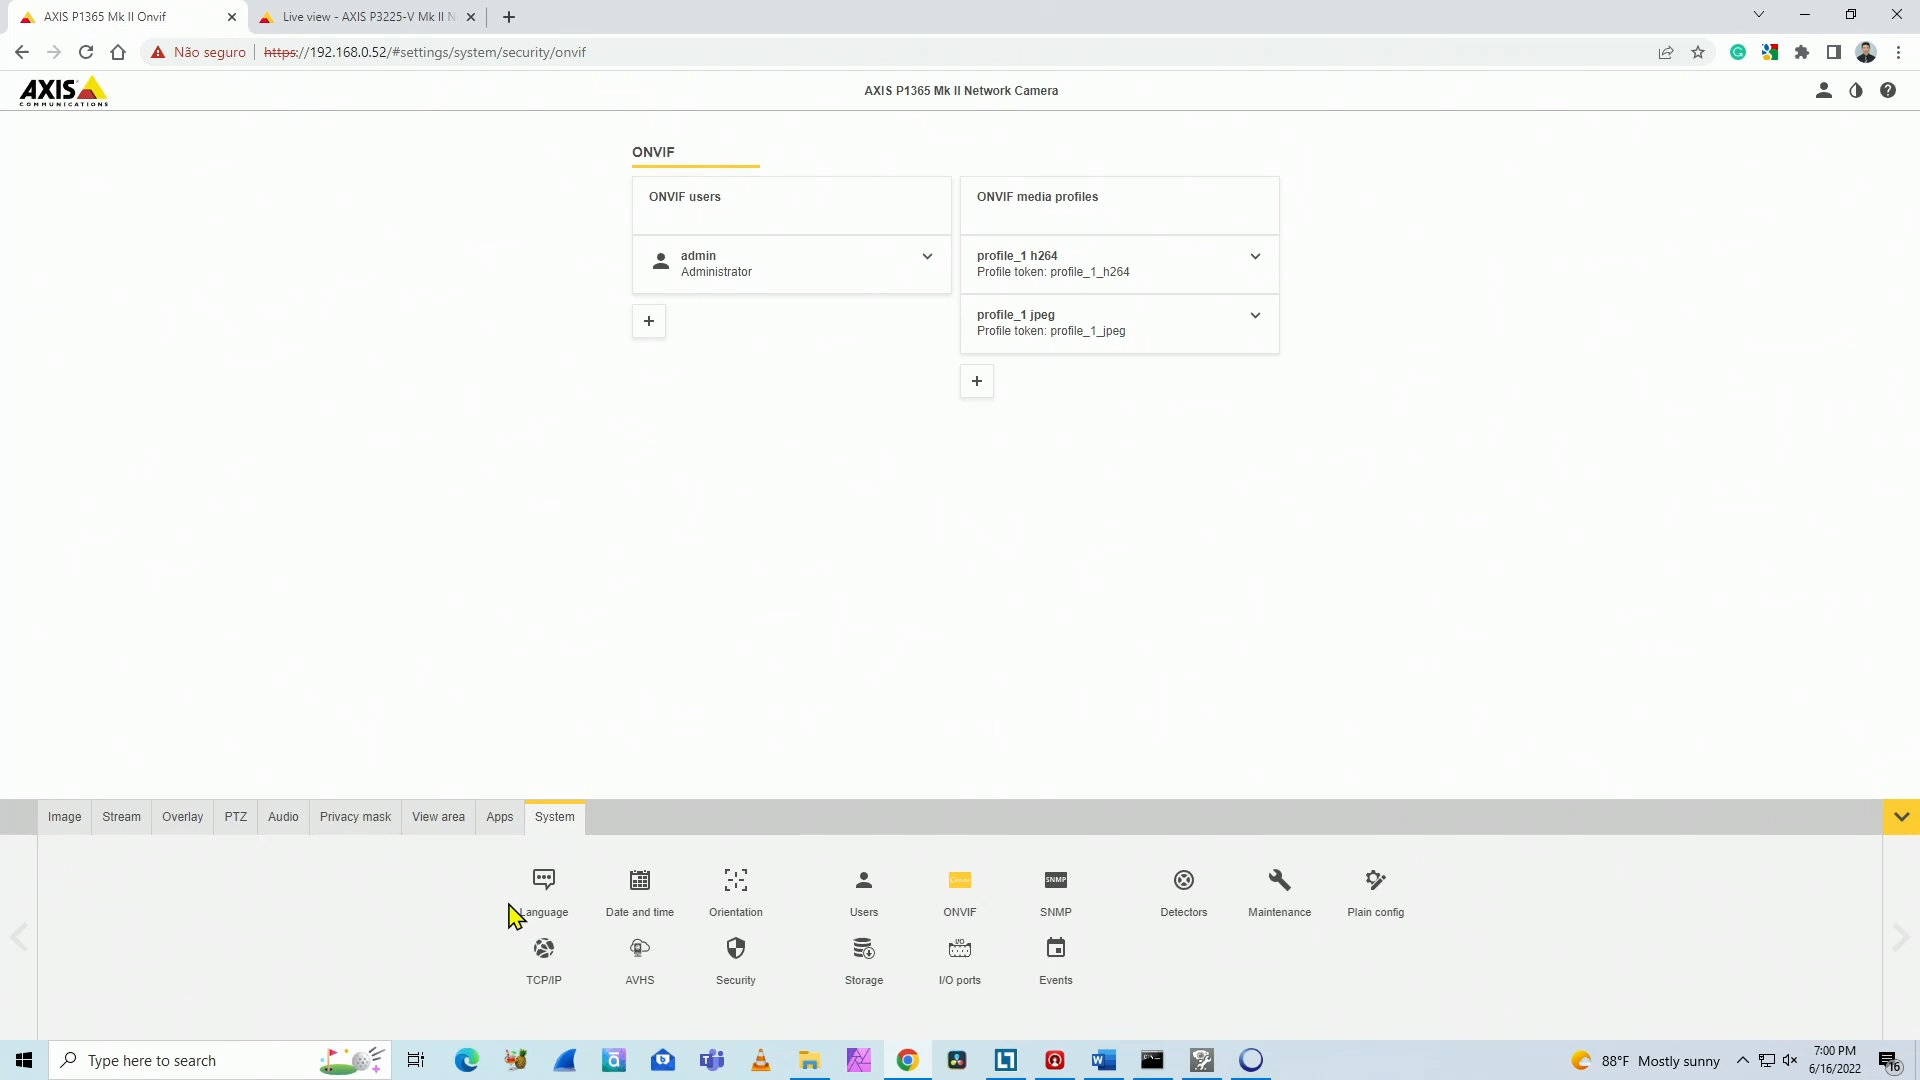 AXIS P1365 Mk II Onvif
Live view - AXIS P3225-V Mk II N
Não seguro
https://192.168.0.52/#settings/system/security/onvif
AXIS
COMMUNICATIONS
AXIS P1365 Mk II Network Camera
ONVIF
ONVIF users
ONVIF media profiles
admin
Administrator
profile_1 h264
Profile token: profile_1_h264
profile_1 jpeg
Profile token: profile_1_jpeg
Image
Stream
Overlay
PTZ
Audio
Privacy mask
View area
Apps
System
Language
Date and time
Orientation
Users
ONVIF
SNMP
SNMP
Detectors
Maintenance
Plain config
TCP/IP
AVHS
Security
Storage
I/O
I/O ports
Events
Type here to search
88°F Mostly sunny
7:00 PM
6/16/2022
16